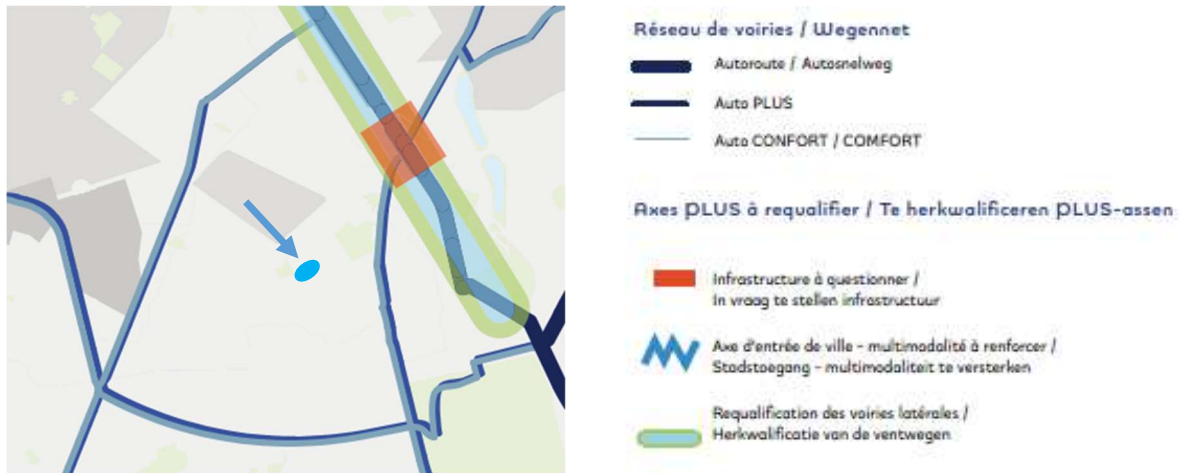 Réseau de voiries / Wegennet
Autoroute / Autosnelweg
Auto PLUS
Auto CONFORT / COMFORT
Axes PLUS à requalifier / Te herkwalificeren PLUS-assen
Infrastructure à questionner /
In vraag te stellen infrastructuur
Axe d'entrée de ville - multimodalité à renforcer /
Stadstoegang - multimodaliteit te versterken
Requalification des voiries latérales /
Herkwalificatie van de ventwegen